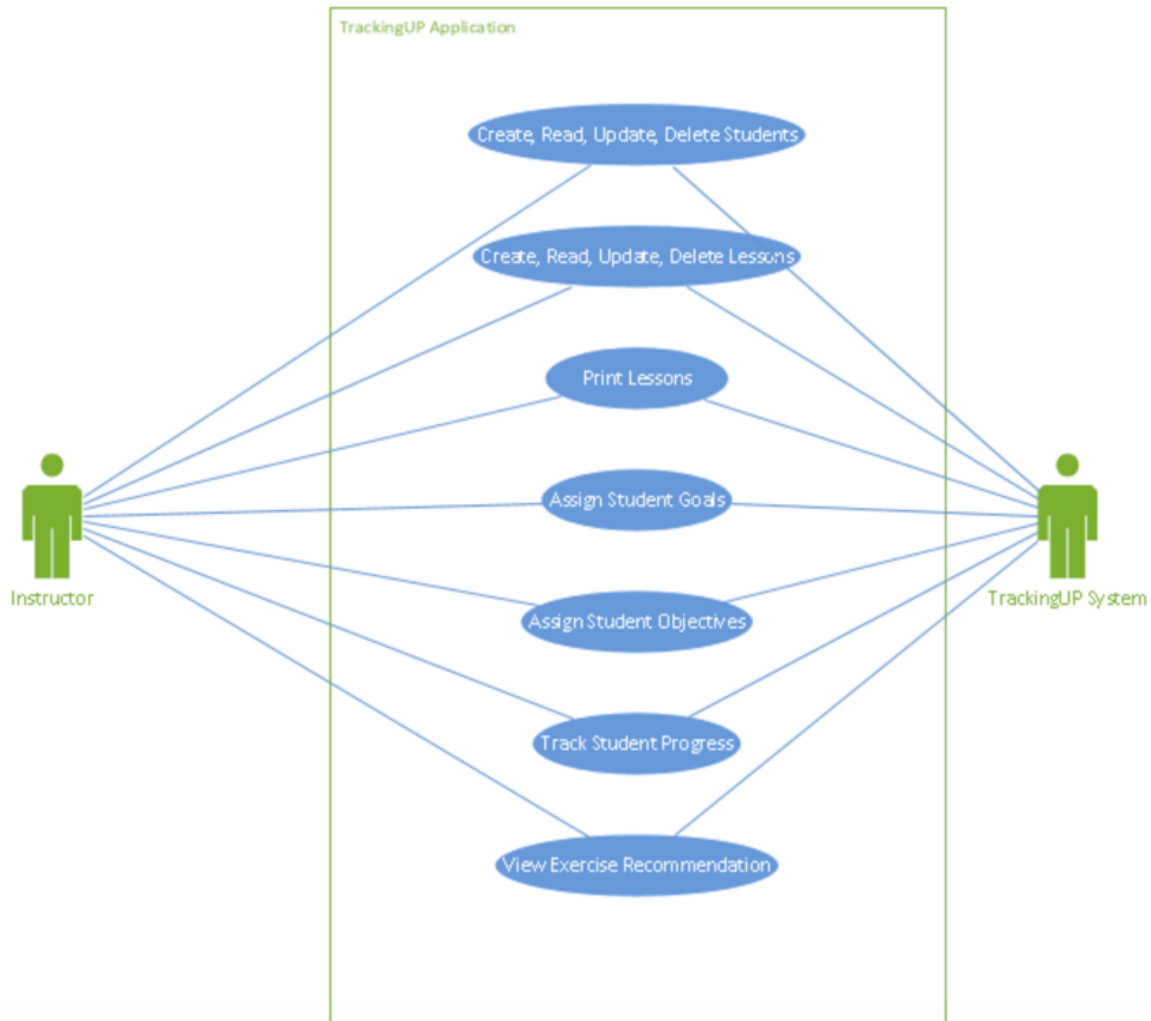 TrackingUP Application
Create, Read, Update, Delete Students
Create, Read, Update, Delete Lessons
Print Lessons
Assign Student Goals
Instructor
TrackingUP System
Assign Student Objectives
Track Student Progress
View Exercise Recommendation